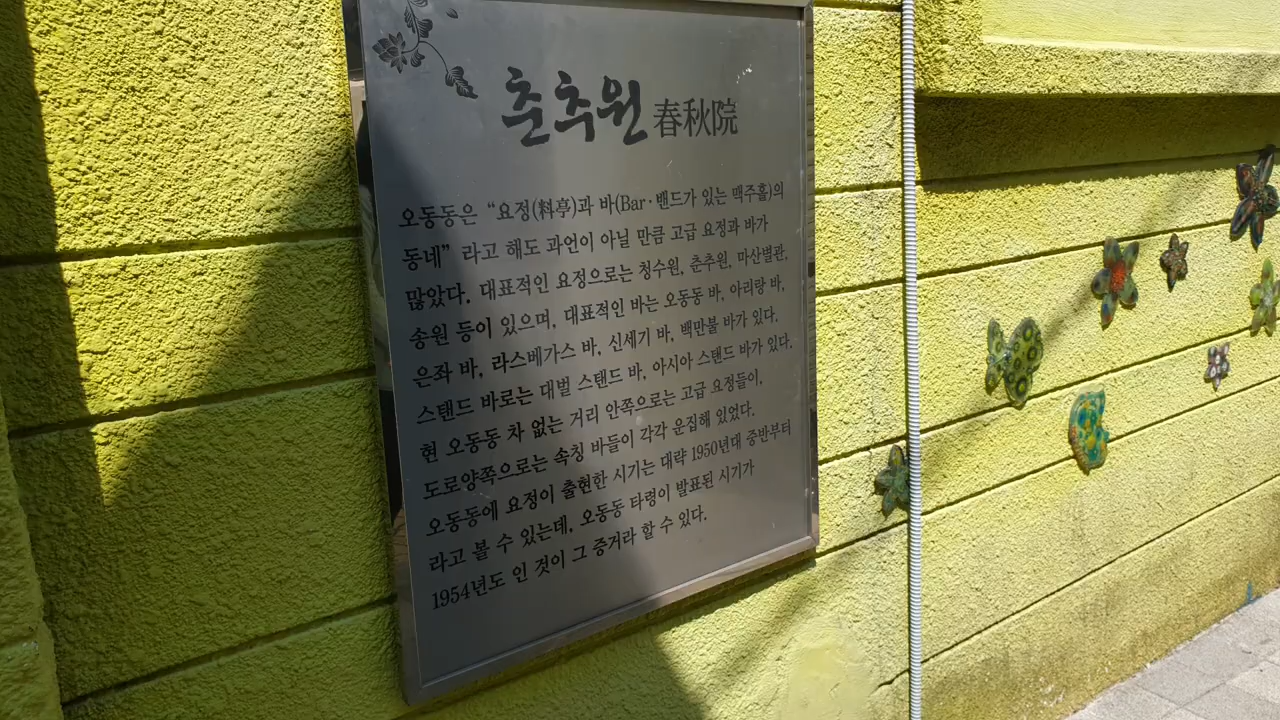 춘추원 春秋院
오동동은 “요정(料亭)과 바(Bar·밴드가 있는 맥주홀)의
동네” 라고 해도 과언이 아닐 만큼 고급 요정과 바가
많았다. 대표적인 요정으로는 청수원, 춘추원, 마산별관,
송원 등이 있으며, 대표적인 바는 오동동 바, 아리랑 바,
은좌 바, 라스베가스 바, 신세기 바, 백만불 바가 있다.
스탠드 바로는 대벌 스탠드 바, 아시아 스탠드 바가 있다.
현 오동동 차 없는 거리 안쪽으로는 고급 요정들이,
도로양쪽으로는 속칭 바들이 각각 운집해 있었다.
오동동에 요정이 출현한 시기는 대략 1950년대 중반부터
라고 볼 수 있는데, 오동동 타령이 발표된 시기가
1954년도 인 것이 그 증거라 할 수 있다.